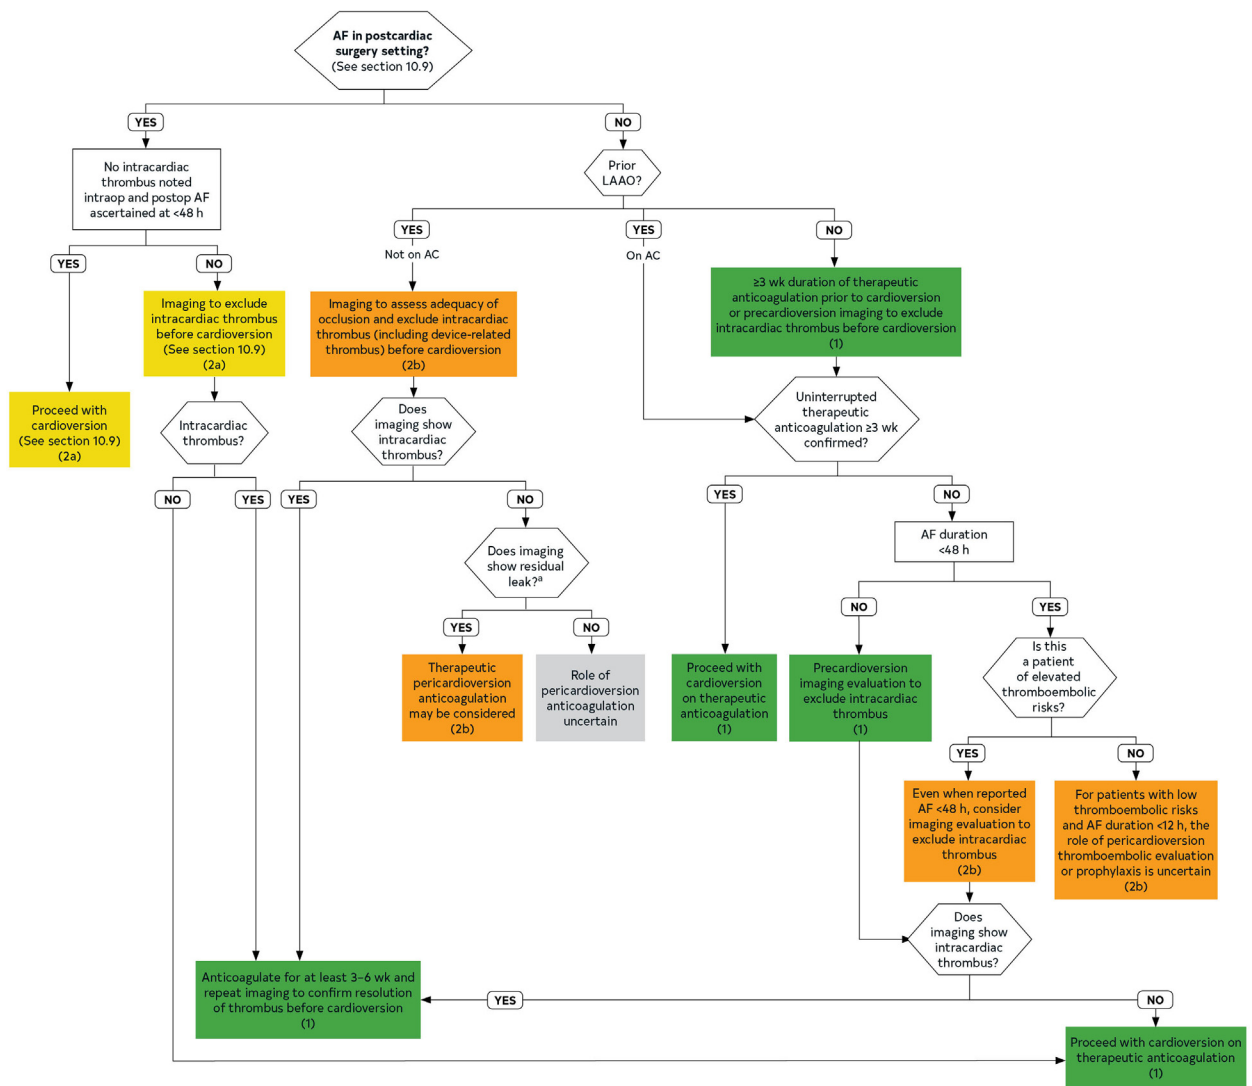 AF in postcardiac
surgery setting?
(See section 10.9)
YES
NO
No intracardiac
thrombus noted
intraop and postop AF
ascertained at <48 h
Prior
LAAO?
YES
NO
YES
Not on AC
YES
On AC
NO
Imaging to exclude
intracardiac thrombus
before cardioversion
(See section 10.9)
(2a)
Imaging to assess adequacy of
occlusion and exclude intracardiac
thrombus (including device-related
thrombus) before cardioversion
(2b)
≥3 wk duration of therapeutic
anticoagulation prior to cardioversion
or precardioversion imaging to exclude
intracardiac thrombus before cardioversion
(1)
Proceed with
cardioversion
(See section 10.9)
(2a)
Intracardiac
thrombus?
Does
imaging show
intracardiac
thrombus?
Uninterrupted
therapeutic
anticoagulation ≥3 wk
confirmed?
NO
YES
YES
NO
YES
NO
Does imaging
show residual
leak?a
AF duration
<48 h
YES
NO
NO
YES
Therapeutic
pericardioversion
anticoagulation
may be considered
(2b)
Role of
pericardioversion
anticoagulation
uncertain
Proceed with
cardioversion
on therapeutic
anticoagulation
(1)
Precardioversion
imaging evaluation to
exclude intracardiac
thrombus
(1)
Is this
a patient
of elevated
thromboembolic
risks?
YES
NO
Even when reported
AF <48 h, consider
imaging evaluation to
exclude intracardiac
thrombus
(2b)
For patients with low
thromboembolic risks
and AF duration <12 h, the
role of pericardioversion
thromboembolic evaluation
or prophylaxis is uncertain
(2b)
Does
imaging show
intracardiac
thrombus?
Anticoagulate for at least 3–6 wk and
repeat imaging to confirm resolution
of thrombus before cardioversion
(1)
YES
NO
Proceed with cardioversion on
therapeutic anticoagulation
(1)